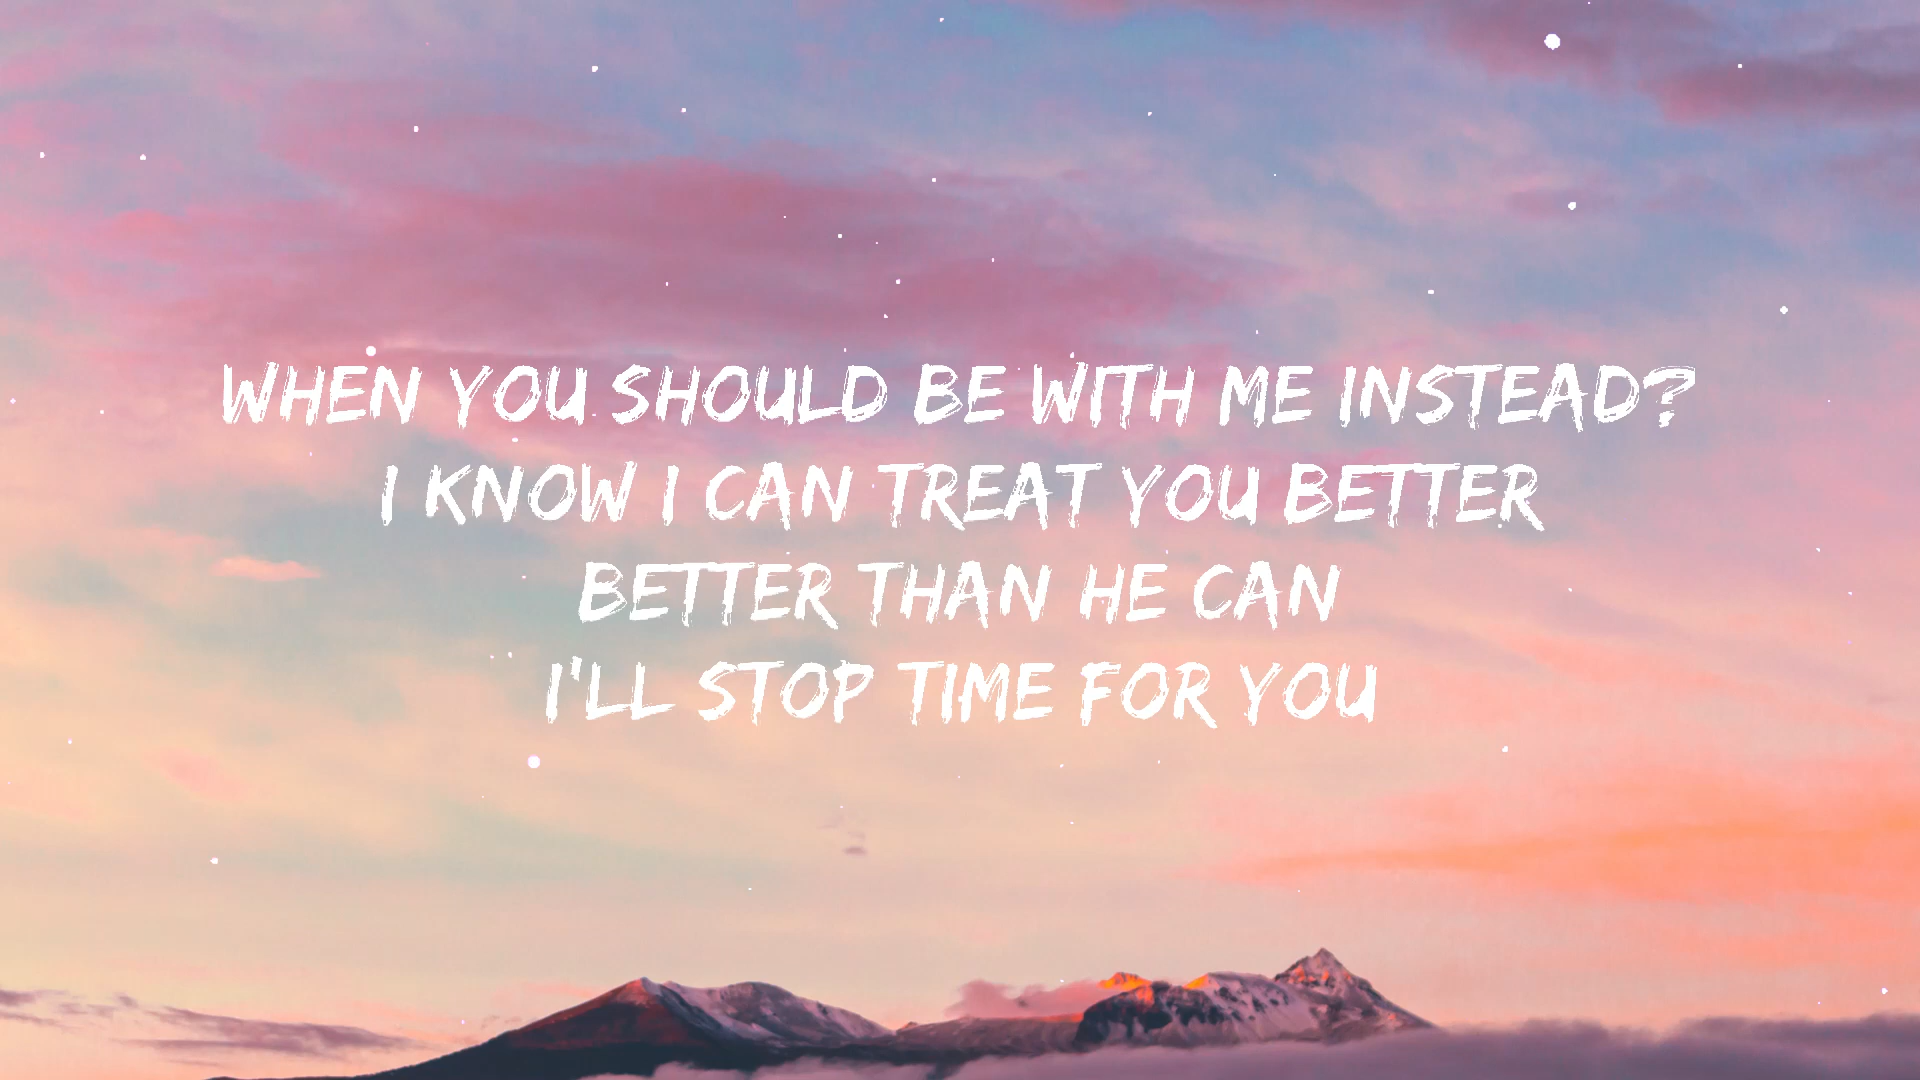 WHEN YOU SHOULD BE WITH ME INSTEAD?
I KNOW I CAN TREAT YOU BETTER
BETTER THAN HE CAN
I'LL STOP TIME FOR YOU